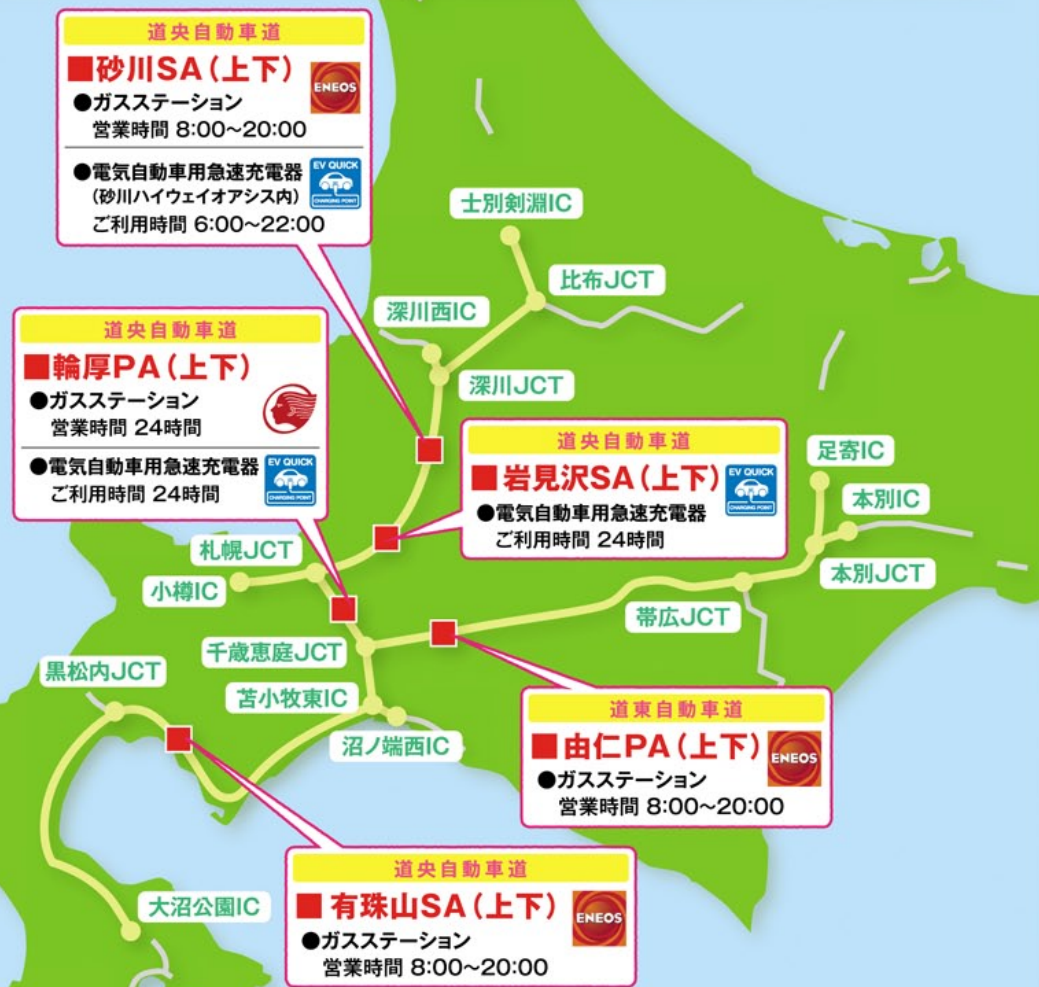 道央自動車道
■砂川SA(上下)
ENEOS
●ガスステーション
営業時間 8:00～20:00
●電気自動車用急速充電器
(砂川ハイウェイオアシス内)
ご利用時間 6:00～22:00
EV QUICK
CHARGING POINT
士別剣淵IC
比布JCT
深川西IC
深川JCT
道央自動車道
■輪厚PA(上下)
●ガスステーション
営業時間 24時間
●電気自動車用急速充電器
ご利用時間 24時間
EV QUICK
CHARGING POINT
道央自動車道
■岩見沢SA(上下)
●電気自動車用急速充電器
ご利用時間 24時間
EV QUICK
CHARGING POINT
足寄IC
本別IC
本別JCT
帯広JCT
札幌JCT
小樽IC
千歳恵庭JCT
黒松内JCT
苫小牧東IC
沼ノ端西IC
道東自動車道
■由仁PA(上下)
ENEOS
●ガスステーション
営業時間 8:00～20:00
道央自動車道
■有珠山SA(上下)
ENEOS
●ガスステーション
営業時間 8:00～20:00
大沼公園IC